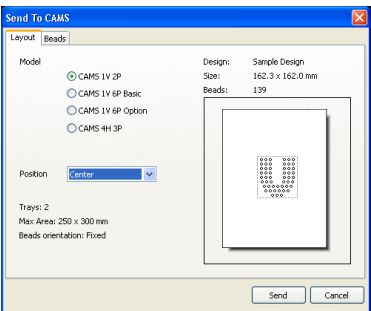 Send To CAMS
Layout Beads
Model
CAMS 1V 2P
CAMS 1V 6P Basic
CAMS 1V 6P Option
CAMS 4H 3P
Position Center
Trays: 2
Max Area: 250 x 300 mm
Beads orientation: Fixed
Design: Sample Design
Size: 162.3 x 162.0 mm
Beads: 139
Send Cancel